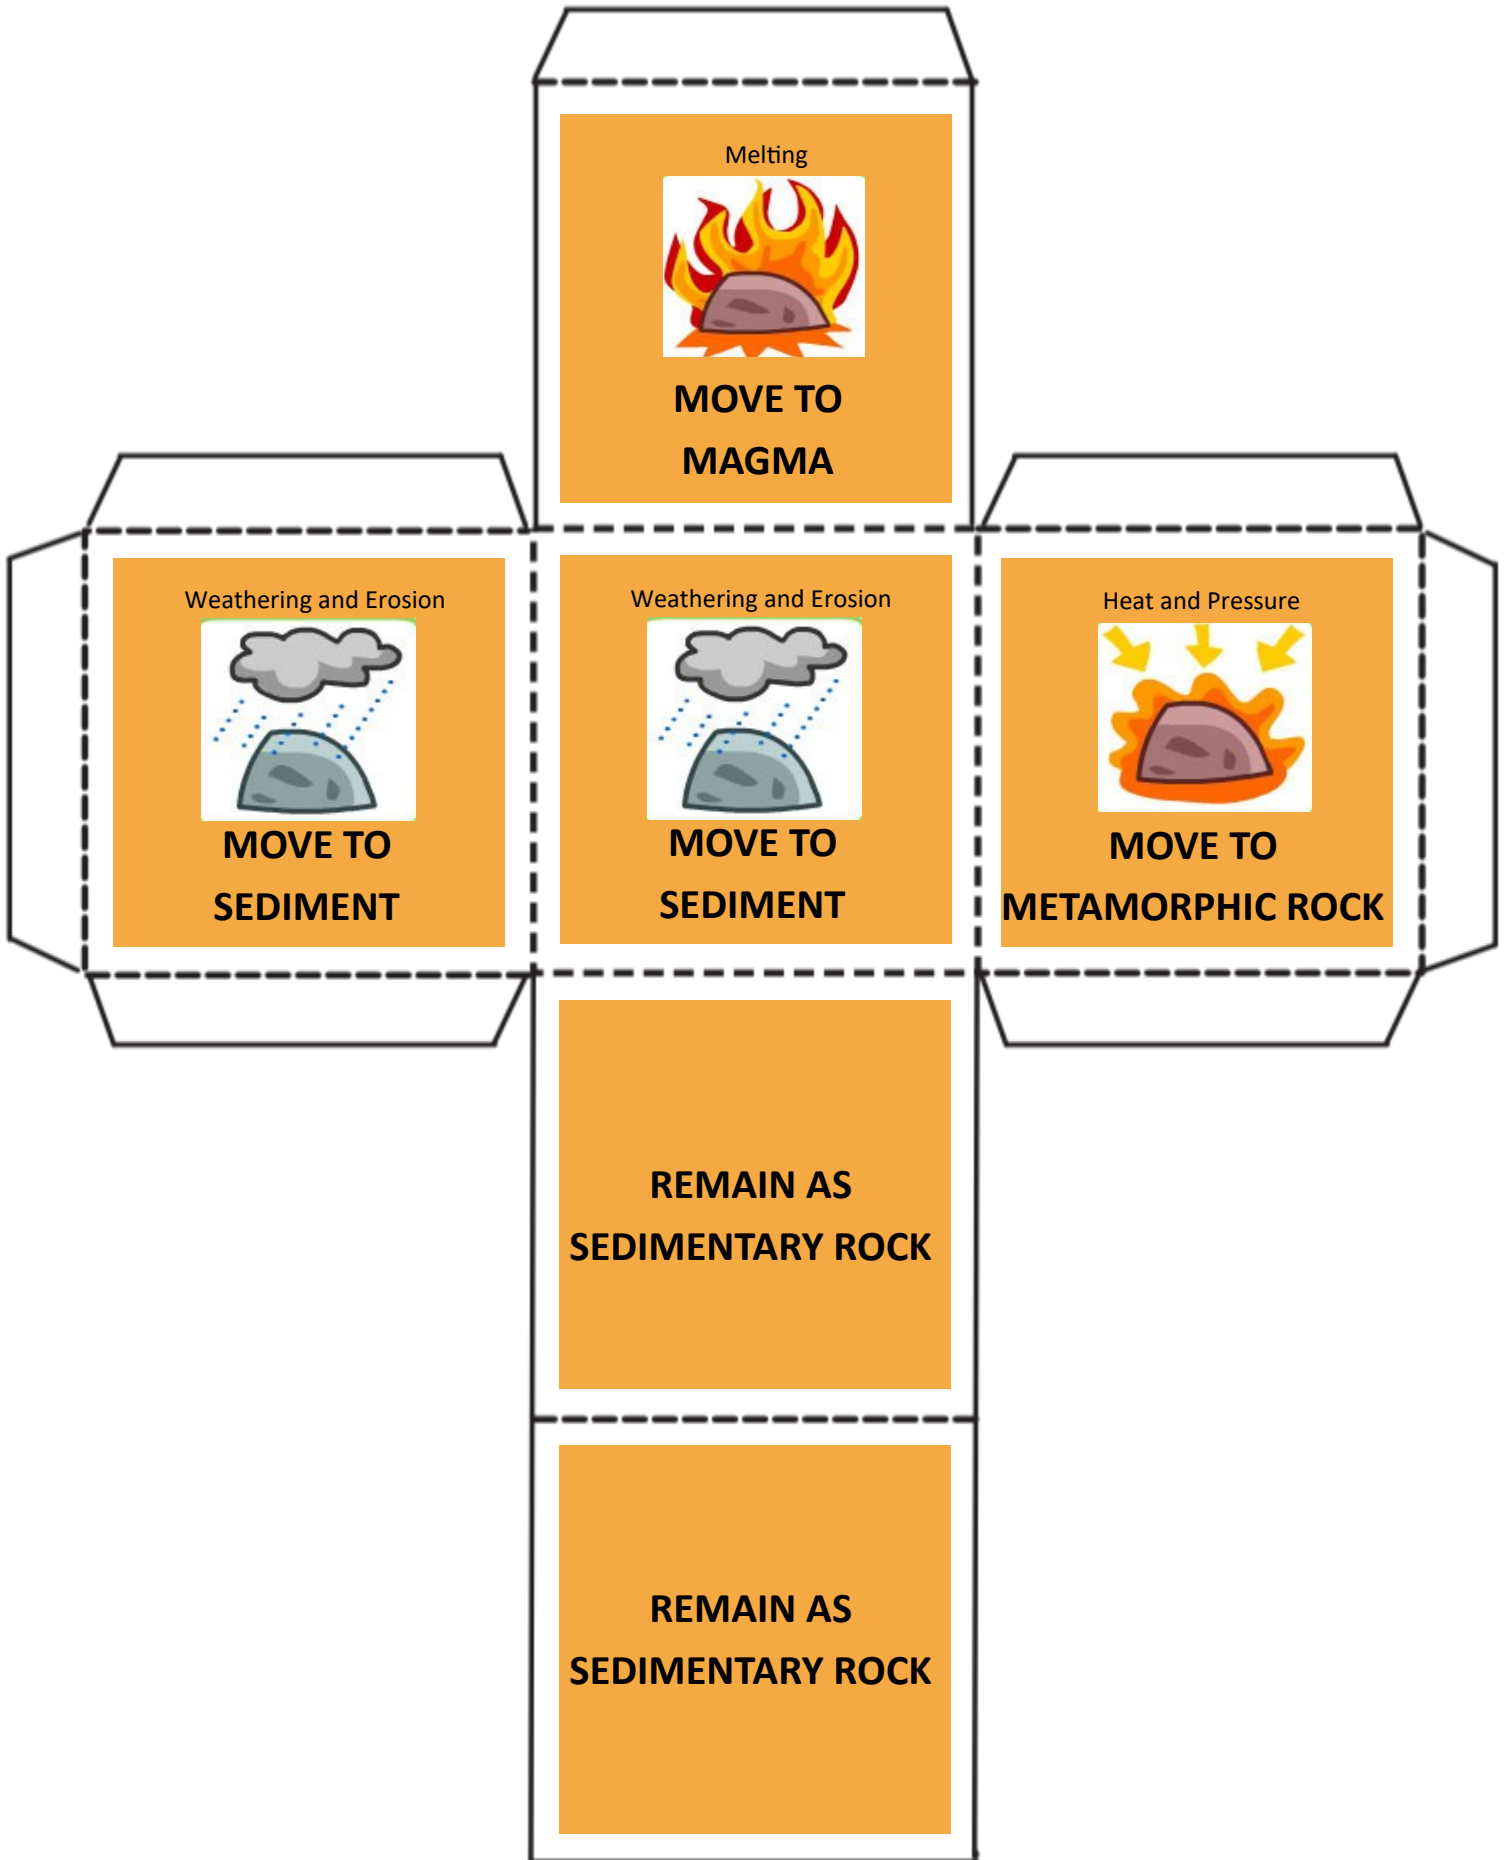 Melting
MOVE TO
MAGMA
Weathering and Erosion
MOVE TO
SEDIMENT
Weathering and Erosion
MOVE TO
SEDIMENT
Heat and Pressure
MOVE TO
METAMORPHIC ROCK
REMAIN AS
SEDIMENTARY ROCK
REMAIN AS
SEDIMENTARY ROCK